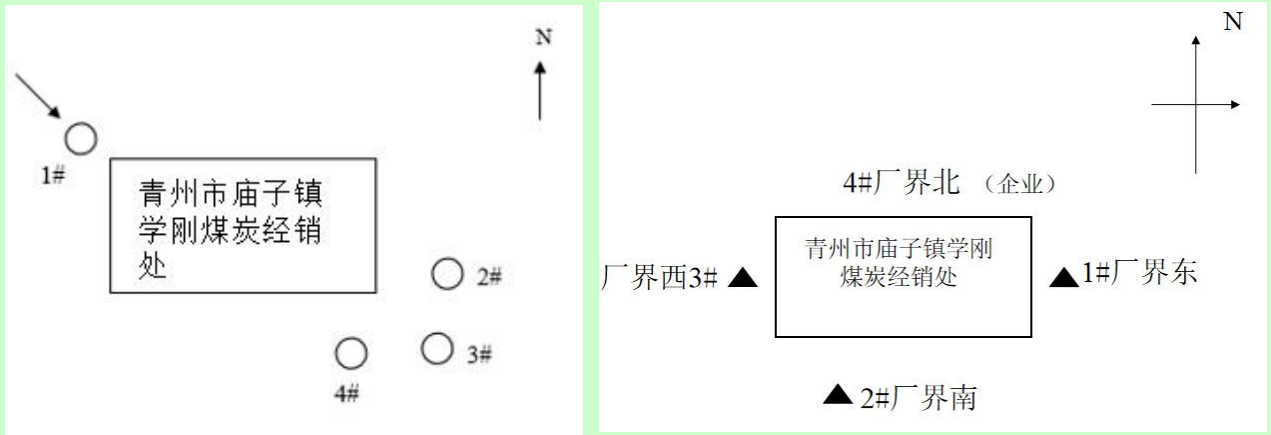 N
1#
青州市庙子镇
学刚煤炭经销
处
2#
3#
4#
N
4#厂界北 （企业）
青州市庙子镇学刚
煤炭经销处
厂界西3#
1#厂界东
2#厂界南